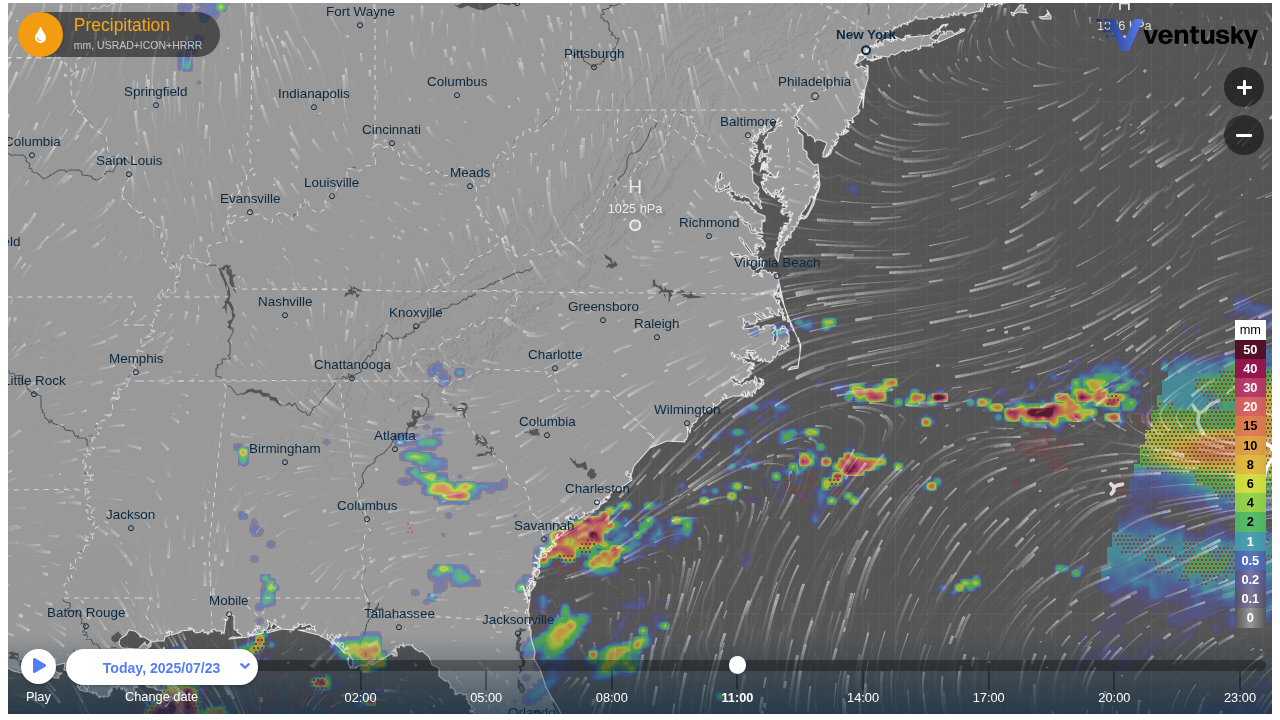 Precipitation
mm, USRAD+ICON+HRRR
Fort Wayne
Pittsburgh
New York
H
ventusky
Springfield
Indianapolis
Columbus
Philadelphia
+
Columbia
Cincinnati
Baltimore
−
Saint Louis
Louisville
Meads
Evansville
H
1025 hPa
Richmond
eld
Virginia Beach
Nashville
Knoxville
Greensboro
Raleigh
Memphis
Chattanooga
Charlotte
Little Rock
Wilmington
Columbia
Atlanta
Birmingham
Charleston
Columbus
Jackson
Savannah
Mobile
Baton Rouge
Tallahassee
Jacksonville
Orlando
mm
50
40
30
20
15
10
8
6
4
2
1
0.5
0.2
0.1
0
Today, 2025/07/23
Play
Change date
02:00
05:00
08:00
11:00
14:00
17:00
20:00
23:00